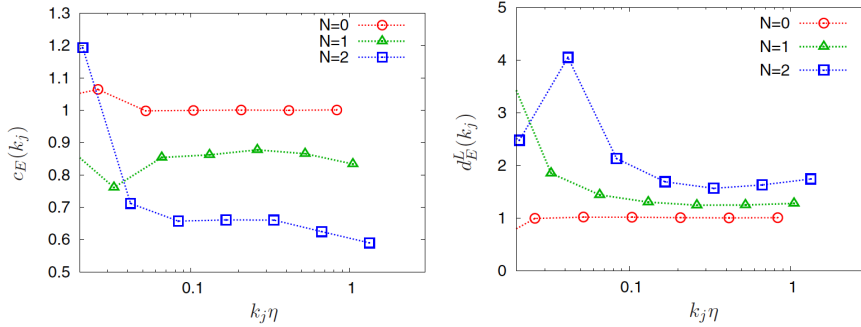 1.3
1.2
1.1
1
0.9
0.8
0.7
0.6
0.5
c_E(k_j)
0.1
1
k_jη
N=0
N=1
N=2
5
4
3
2
1
0
d_E^L(k_j)
0.1
1
k_jη
N=0
N=1
N=2